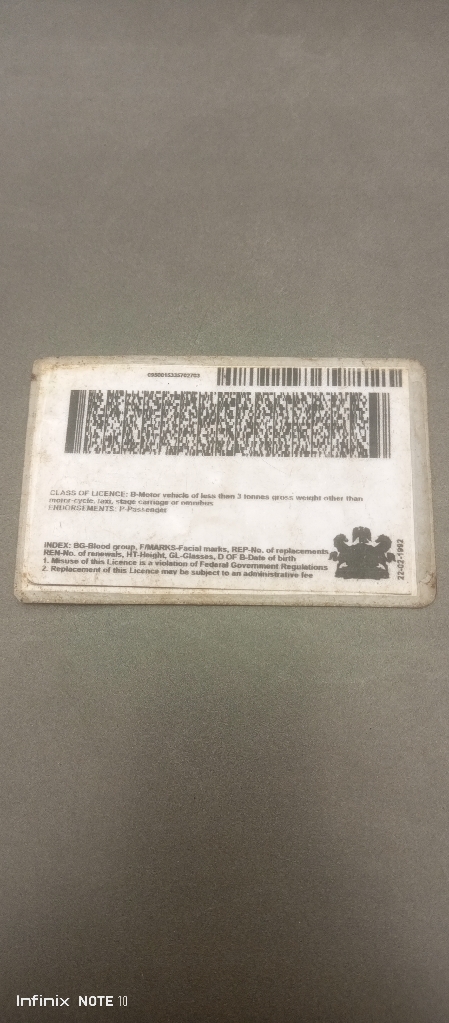 CLASS OF LICENCE: B-Motor vehicle of less than 3 tonnes gross weight other than
motor-cycle, taxi, stage carriage or omnibus
ENDORSEMENTS: P-Passenger
INDEX: BG-Blood group, F/MARKS-Facial marks, REP-No. of replacements
REN-No. of renewals, HT-Height, GL-Glasses, D OF B-Date of birth
1. Misuse of this Licence is a violation of Federal Government Regulations
2. Replacement of this Licence may be subject to an administrative fee
22-02-1992
Infinix NOTE 10